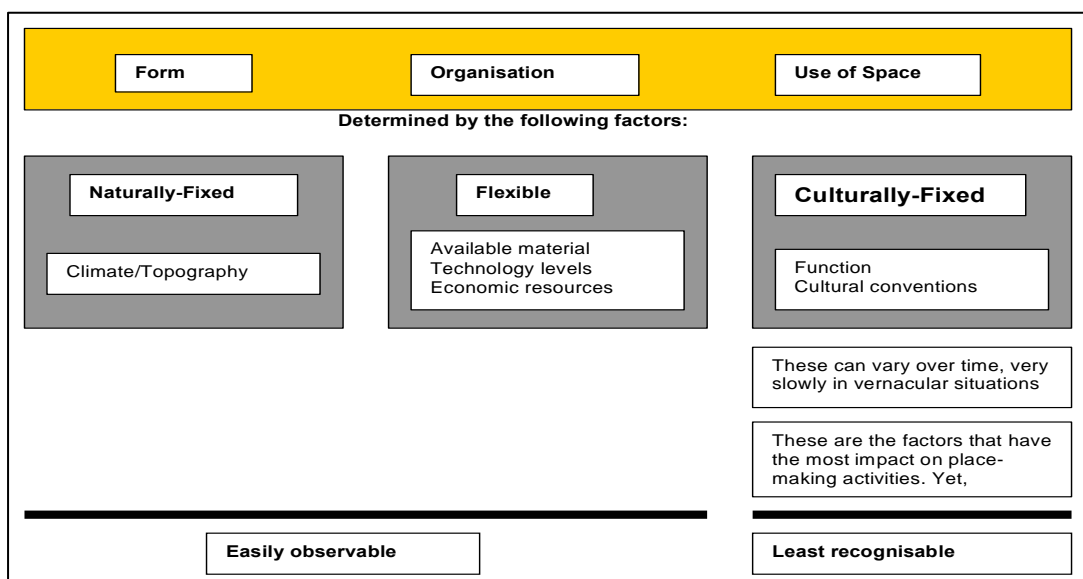 Form
Organisation
Use of Space
Determined by the following factors:
Naturally-Fixed
Climate/Topography
Flexible
Available material
Technology levels
Economic resources
Culturally-Fixed
Function
Cultural conventions
These can vary over time, very
slowly in vernacular situations
These are the factors that have
the most impact on place-
making activities. Yet,
Easily observable
Least recognisable